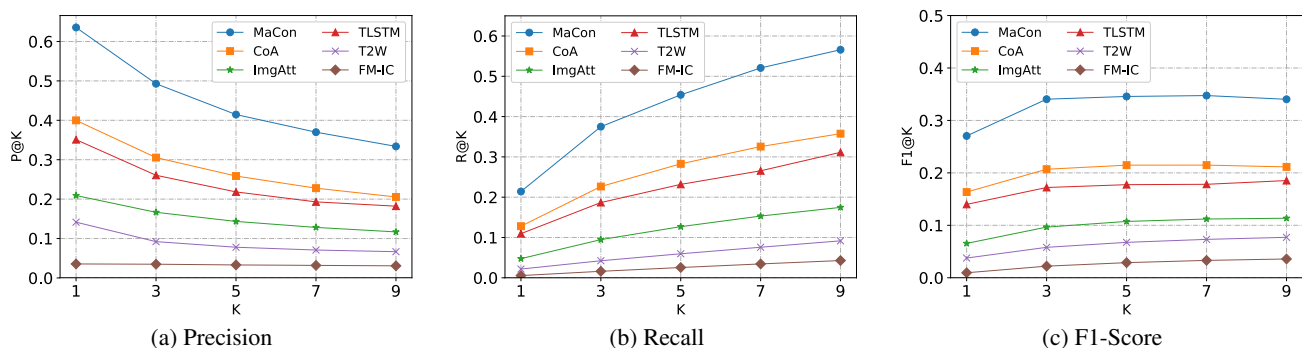 0.6
0.5
0.4
0.3
0.2
0.1
0.0
P@K
MaCon
CoA
ImgAtt
TLSTM
T2W
FM-IC
1 3 5 7 9
K
(a) Precision
0.6
0.5
0.4
0.3
0.2
0.1
0.0
R@K
MaCon
CoA
ImgAtt
TLSTM
T2W
FM-IC
1 3 5 7 9
K
(b) Recall
0.5
0.4
0.3
0.2
0.1
0.0
F1@K
MaCon
CoA
ImgAtt
TLSTM
T2W
FM-IC
1 3 5 7 9
K
(c) F1-Score